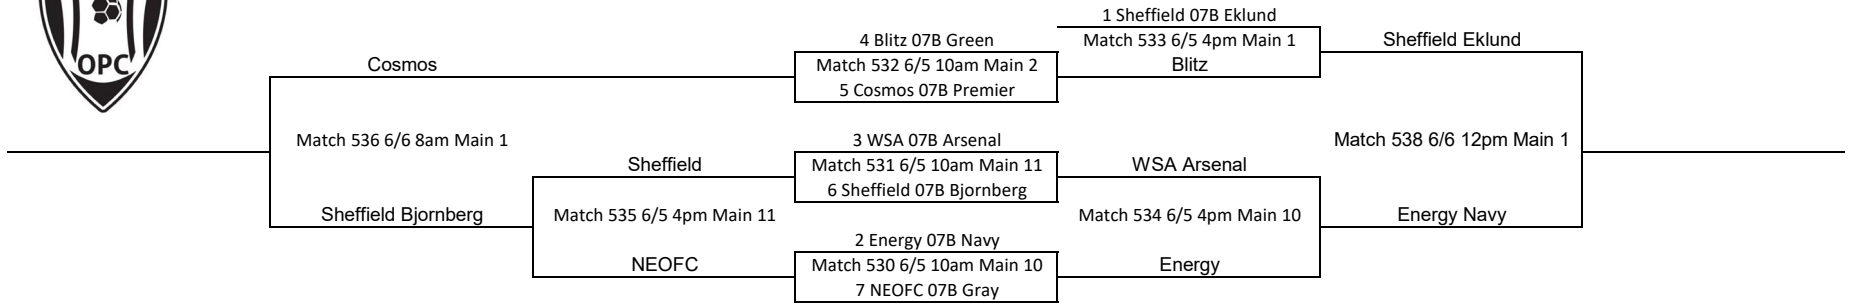 OPC
1 Sheffield 07B Eklund
4 Blitz 07B Green
Match 533 6/5 4pm Main 1
Sheffield Eklund
Cosmos
Match 532 6/5 10am Main 2
Blitz
5 Cosmos 07B Premier
Match 536 6/6 8am Main 1
3 WSA 07B Arsenal
Match 538 6/6 12pm Main 1
Sheffield
Match 531 6/5 10am Main 11
WSA Arsenal
6 Sheffield 07B Bjornberg
Sheffield Bjornberg
Match 535 6/5 4pm Main 11
Match 534 6/5 4pm Main 10
Energy Navy
2 Energy 07B Navy
NEOFC
Match 530 6/5 10am Main 10
Energy
7 NEOFC 07B Gray